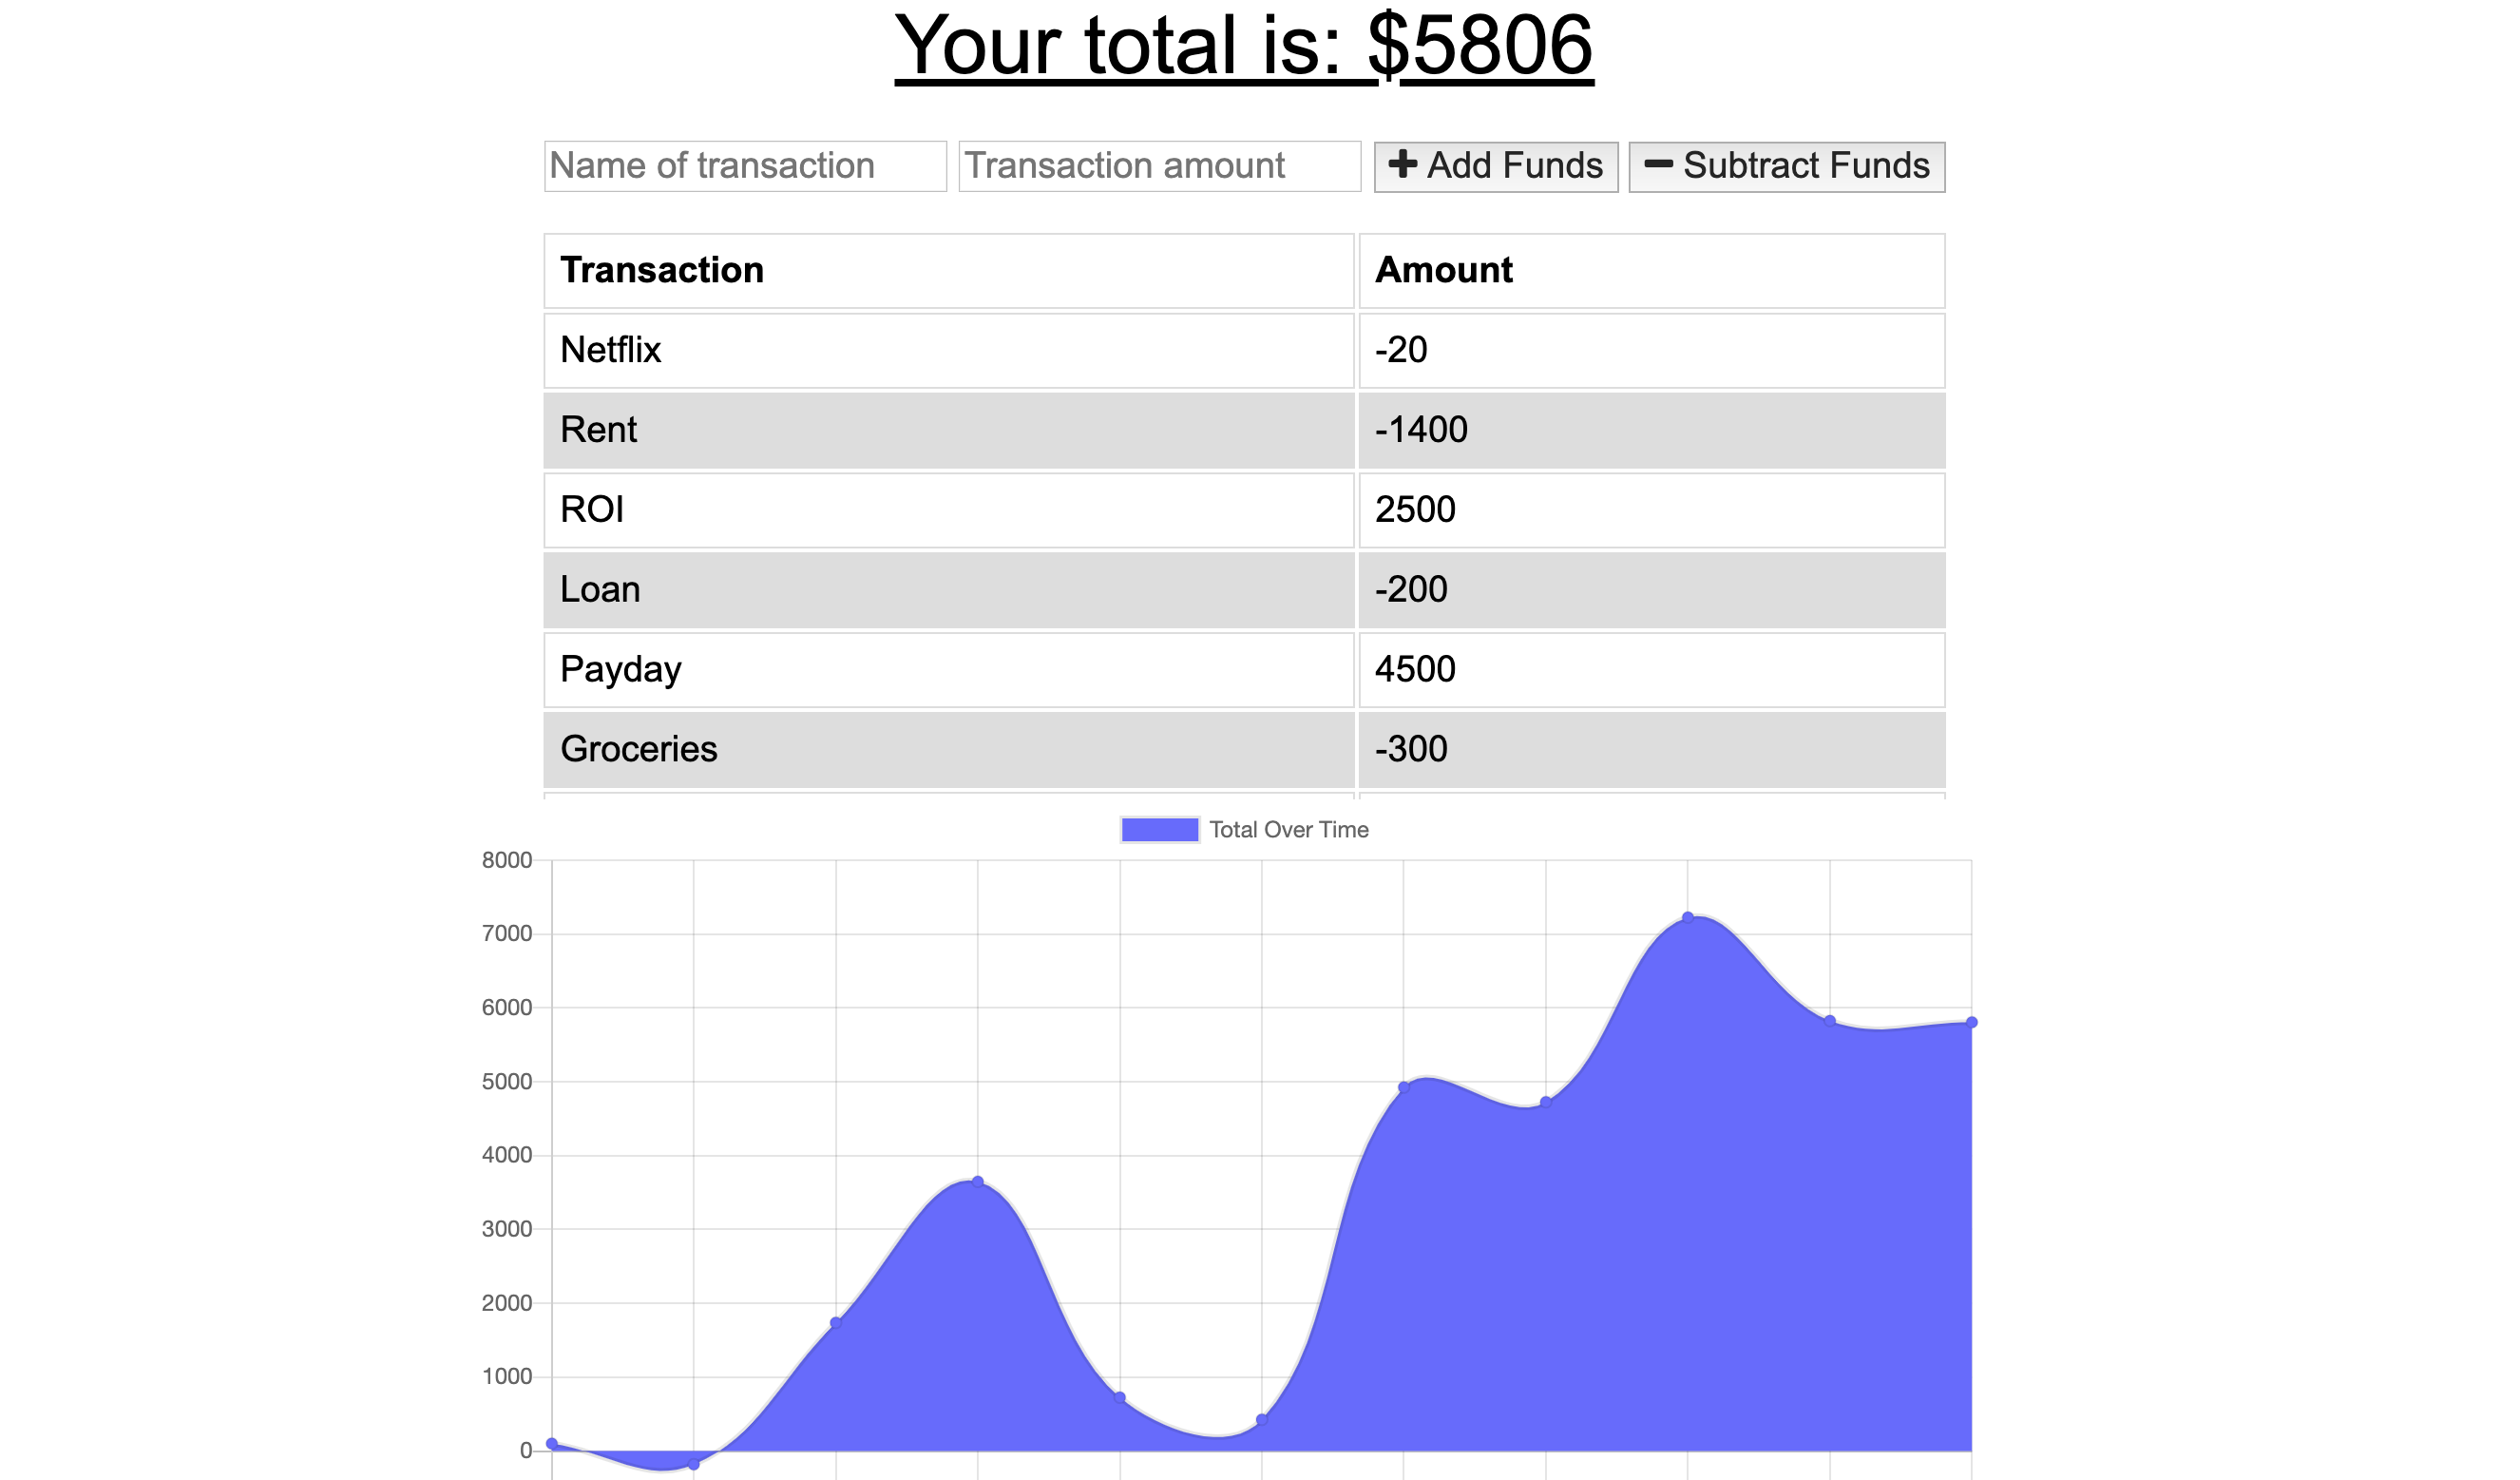 Your total is: $5806
Name of transaction Transaction amount Add Funds Subtract Funds
Transaction Amount
Netflix -20
Rent -1400
ROI 2500
Loan -200
Payday 4500
Groceries -300
Total Over Time
8000
7000
6000
5000
4000
3000
2000
1000
0